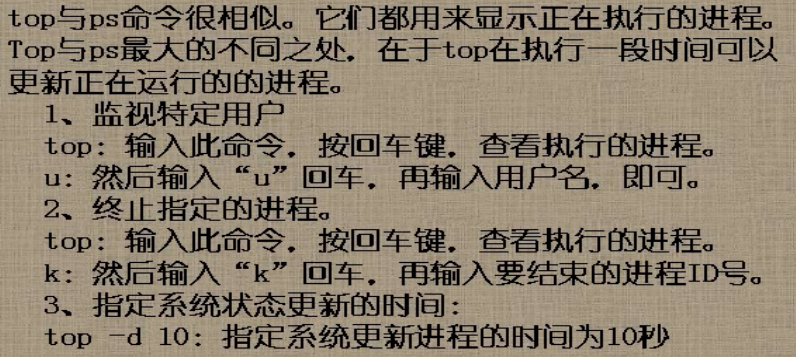 top与ps命令很相似。它们都用来显示正在执行的进程。
Top与ps最大的不同之处，在于top在执行一段时间可以
更新正在运行的的进程。
1、监视特定用户
top: 输入此命令，按回车键，查看执行的进程。
u: 然后输入“u”回车，再输入用户名，即可。
2、终止指定的进程。
top: 输入此命令，按回车键，查看执行的进程。
k: 然后输入“k”回车，再输入要结束的进程ID号。
3、指定系统状态更新的时间:
top -d 10: 指定系统更新进程的时间为10秒